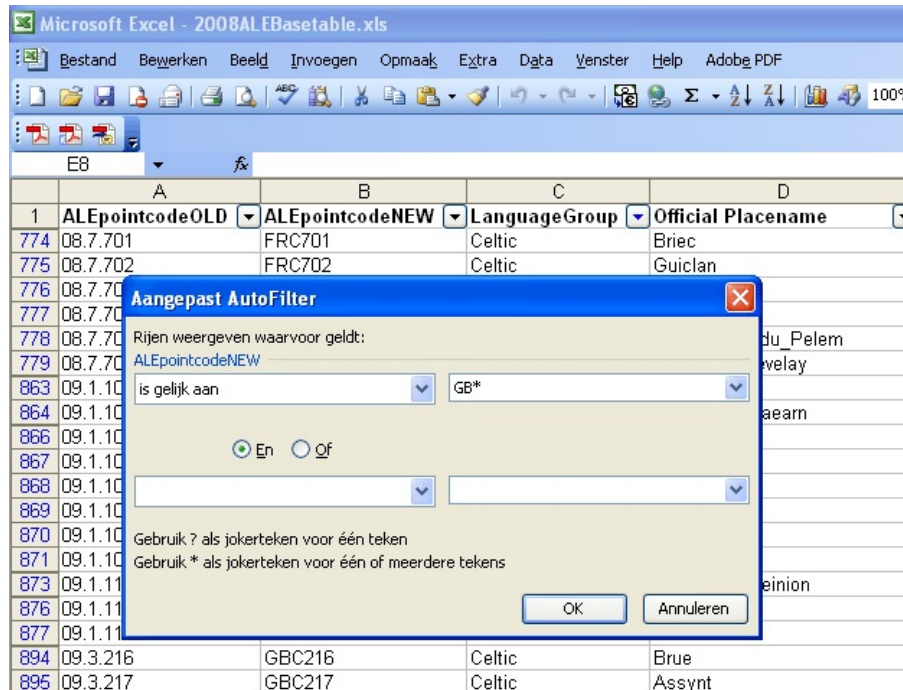 Microsoft Excel - 2008ALEBasetable.xls
Bestand Bewerken Beeld Invoegen Opmaak Extra Data Venster Help Adobe PDF
100%
E8 fx
A B C D
1 ALEpointcodeOLD ALEpointcodeNEW LanguageGroup Official Placename
774 08.7.701 FRC701 Celtic Briec
775 08.7.702 FRC702 Celtic Guiclan
776 08.7.70
777 08.7.70
778 08.7.70 du_Pelem
779 08.7.70 evelay
863 09.1.10
864 09.1.10 aearn
866 09.1.10
867 09.1.10
868 09.1.10
869 09.1.10
870 09.1.10
871 09.1.10
873 09.1.11 einion
876 09.1.11
877 09.1.11
894 09.3.216 GBC216 Celtic Brue
895 09.3.217 GBC217 Celtic Assynt
Aangepast AutoFilter
Rijen weergeven waarvoor geldt:
ALEpointcodeNEW
is gelijk aan GB*
En Of
Gebruik ? als jokerteken voor één teken
Gebruik * als jokerteken voor één of meerdere tekens
OK Annuleren